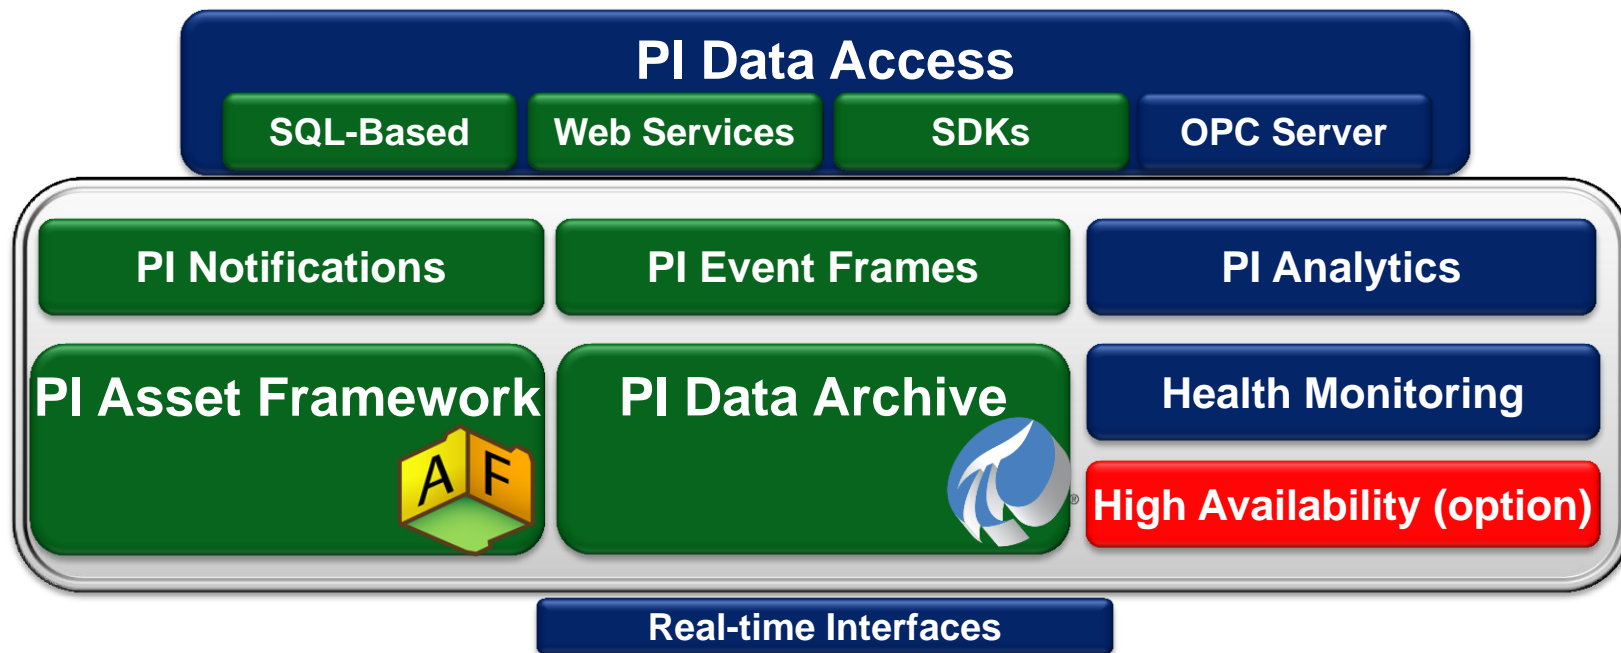 PI Data Access
SQL-Based
Web Services
SDKs
OPC Server
PI Notifications
PI Event Frames
PI Analytics
PI Asset Framework
PI Data Archive
Health Monitoring
A F
®
High Availability (option)
Real-time Interfaces